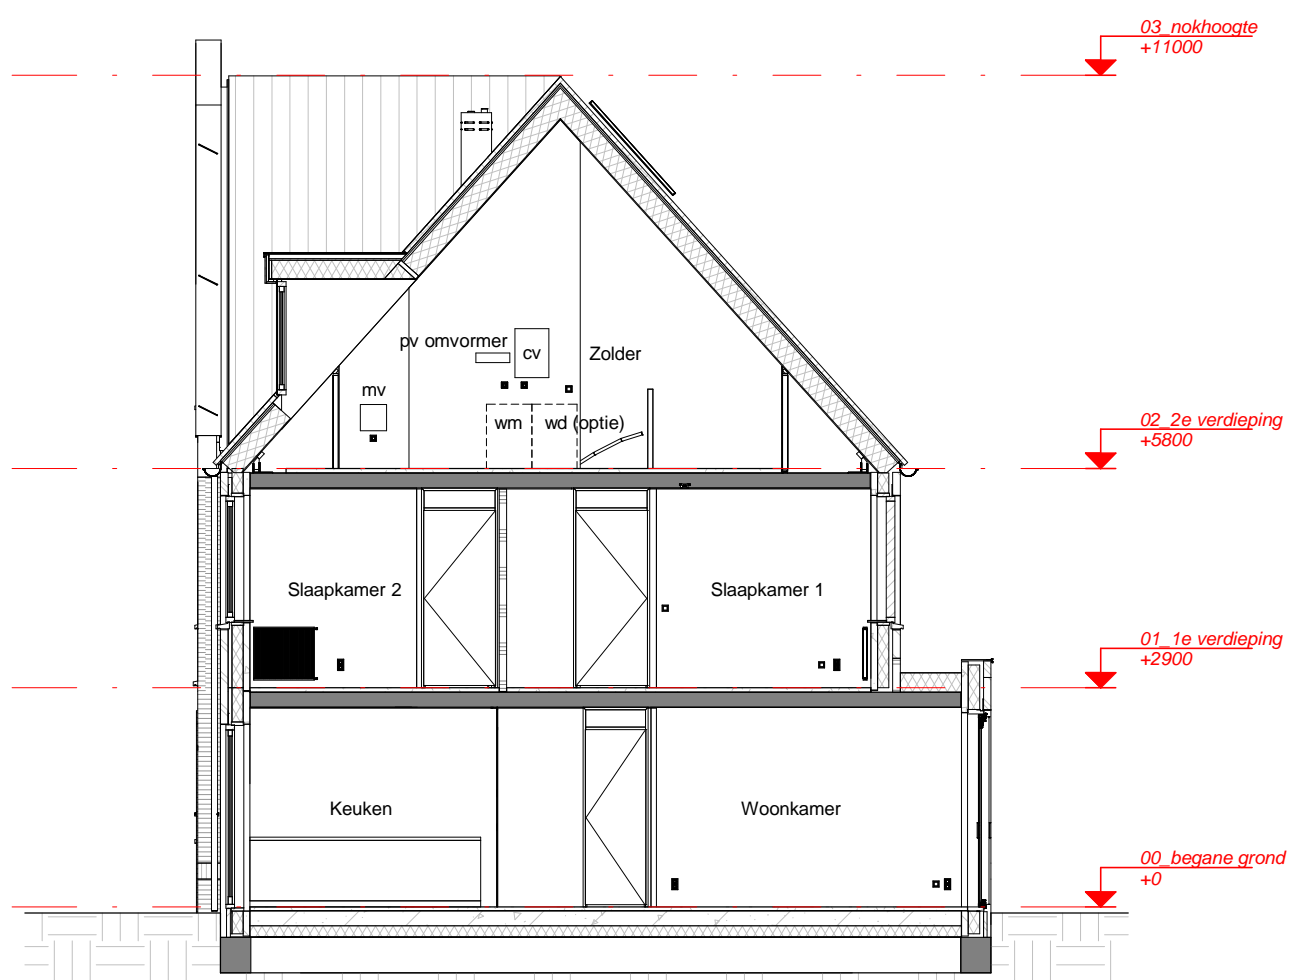 03_nokhoogte
+11000
pv omvormer
cv
Zolder
mv
wm
wd (optie)
02_2e verdieping
+5800
Slaapkamer 2
Slaapkamer 1
01_1e verdieping
+2900
Keuken
Woonkamer
00_begane grond
+0